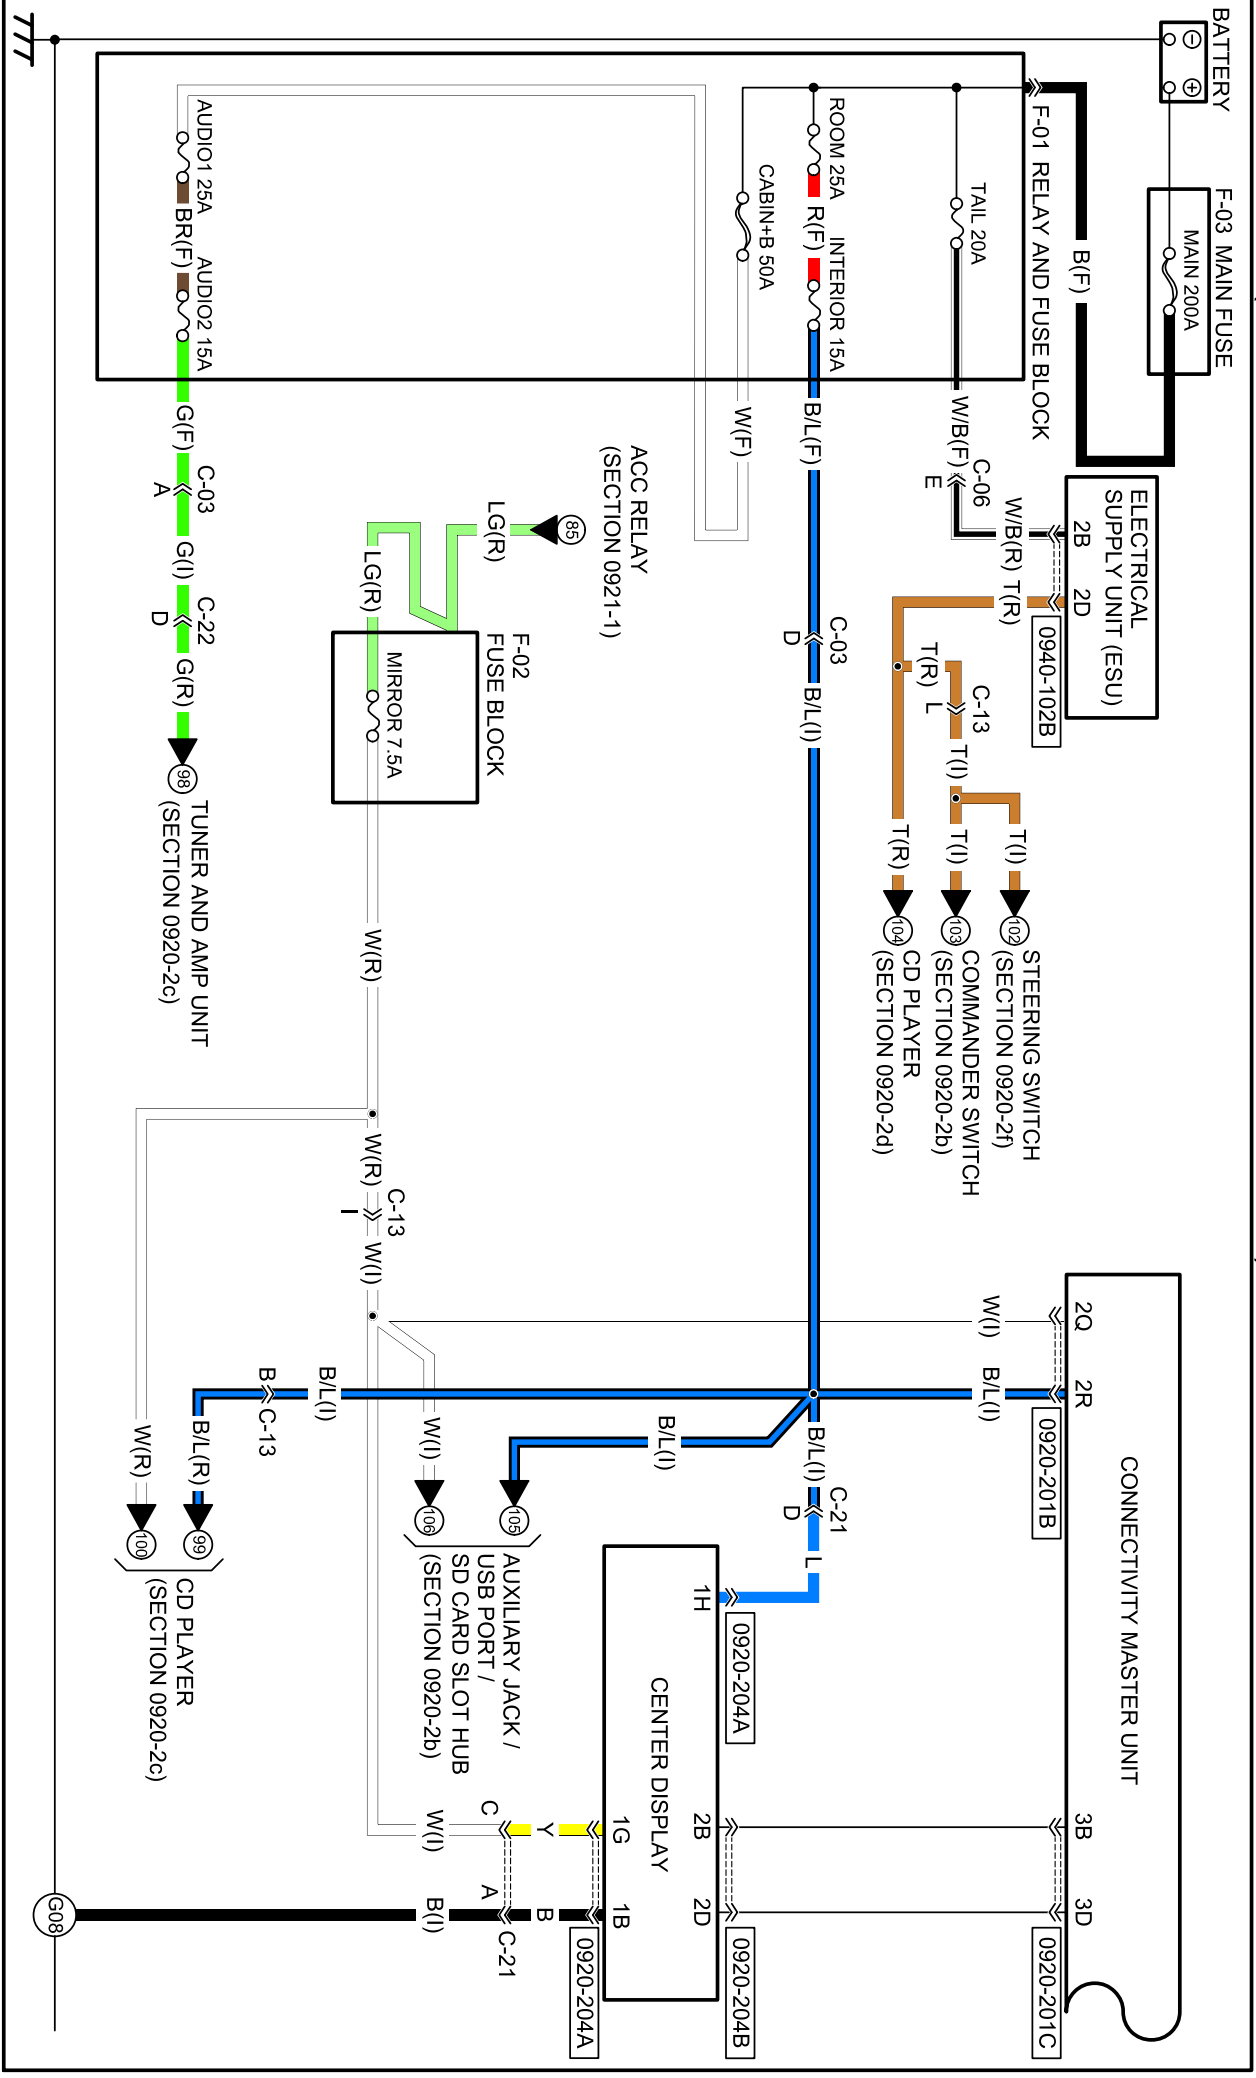 BATTERY
⊖ ⊕
F-03 MAIN FUSE
MAIN 200A
B(F)
F-01 RELAY AND FUSE BLOCK
TAIL 20A
W/B(F)
C-06
E
W/B(R)
ROOM 25A
R(F)
INTERIOR 15A
B/L(F)
C-03
D
B/L(I)
CABIN+B 50A
W(F)
AUDIO1 25A
BR(F)
AUDIO2 15A
G(F)
C-03
A
G(I)
C-22
D
G(R)
98
TUNER AND AMP UNIT
(SECTION 0920-2c)
ELECTRICAL
SUPPLY UNIT (ESU)
2B
2D
0940-102B
T(R)
T(R)
L
C-13
T(I)
T(I)
T(I)
T(R)
102
STEERING SWITCH
(SECTION 0920-2f)
103
COMMANDER SWITCH
(SECTION 0920-2b)
104
CD PLAYER
(SECTION 0920-2d)
ACC RELAY
(SECTION 0921-1)
85
LG(R)
LG(R)
F-02
FUSE BLOCK
MIRROR 7.5A
W(R)
W(R)
C-13
I
W(I)
CONNECTIVITY MASTER UNIT
2Q
2R
0920-201B
3B
3D
0920-201C
W(I)
B/L(I)
B/L(I)
C-21
D
L
B/L(I)
B/L(I)
B
C-13
B/L(R)
W(R)
W(I)
105
106
AUXILIARY JACK /
USB PORT /
SD CARD SLOT HUB
(SECTION 0920-2b)
99
100
CD PLAYER
(SECTION 0920-2c)
CENTER DISPLAY
1H
0920-204A
2B
2D
0920-204B
1G
1B
0920-204A
Y
B
C
A
C-21
W(I)
B(I)
G08